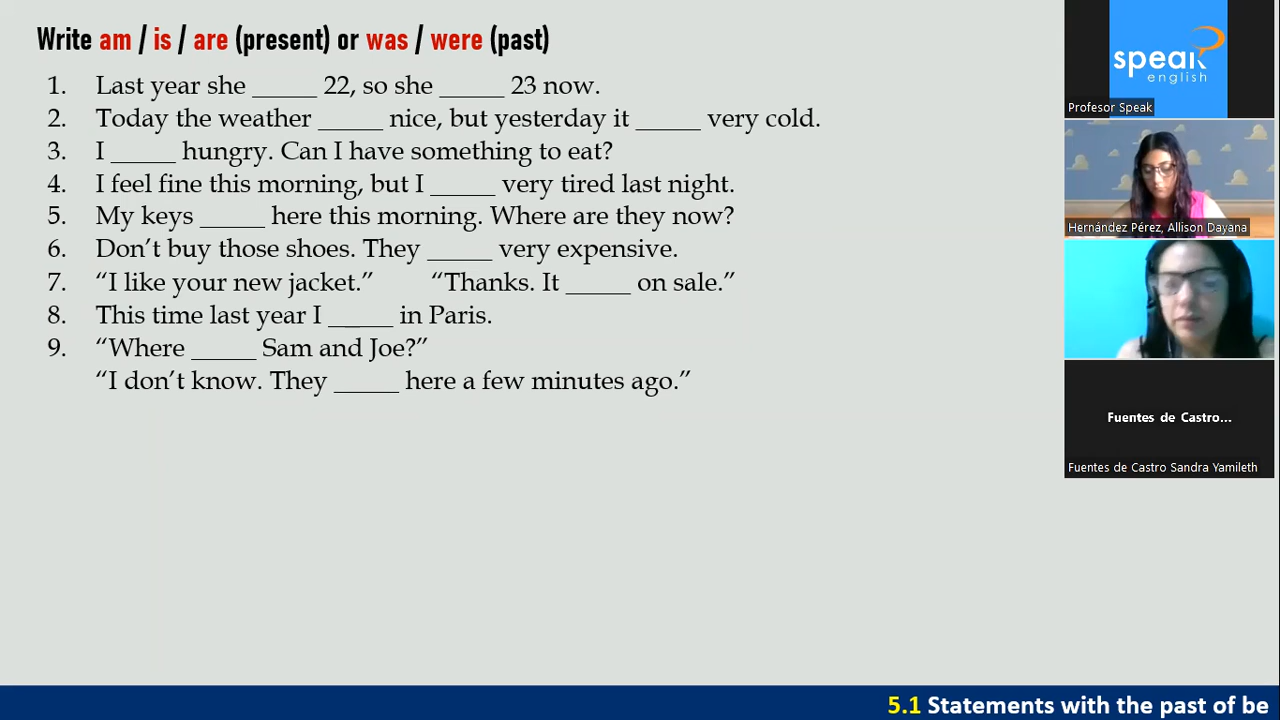 Write am / is / are (present) or was / were (past)
1. Last year she _____ 22, so she _____ 23 now.
2. Today the weather _____ nice, but yesterday it _____ very cold.
3. I _____ hungry. Can I have something to eat?
4. I feel fine this morning, but I _____ very tired last night.
5. My keys _____ here this morning. Where are they now?
6. Don’t buy those shoes. They _____ very expensive.
7. “I like your new jacket.” “Thanks. It _____ on sale.”
8. This time last year I _____ in Paris.
9. “Where _____ Sam and Joe?”
“I don’t know. They _____ here a few minutes ago.”
5.1 Statements with the past of be
speak
english
Profesor Speak
Hernández Pérez, Allison Dayana
Fuentes de Castro...
Fuentes de Castro Sandra Yamileth